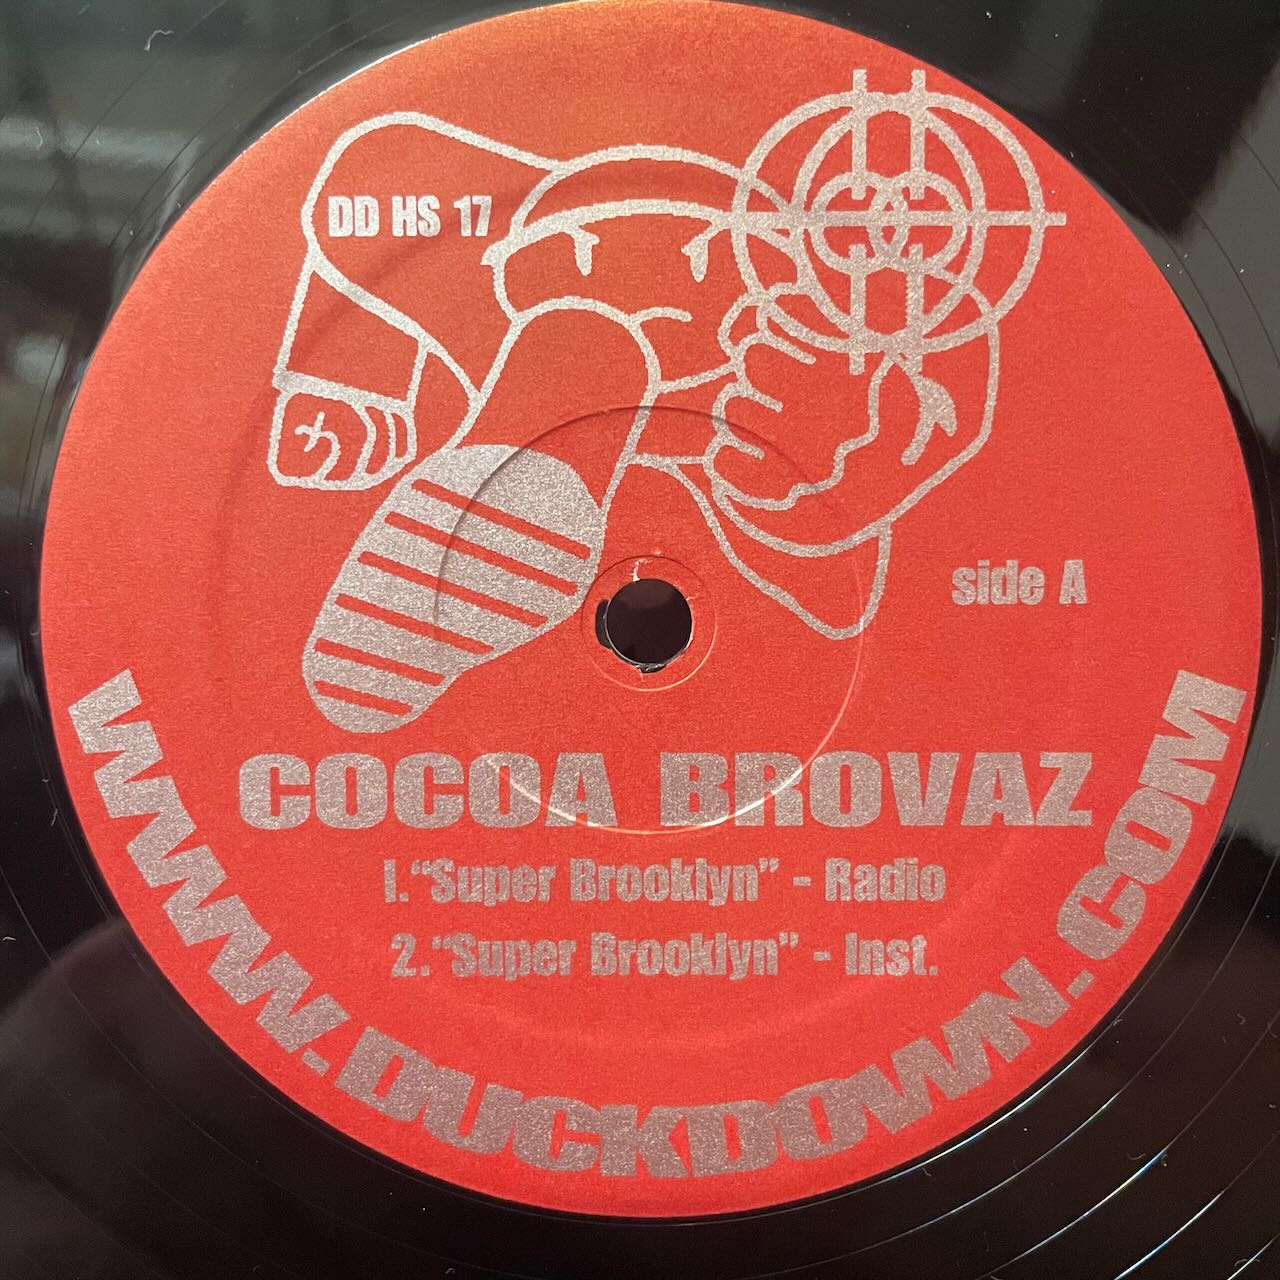 DD HS 17
side A
COCOA BROVAZ
1. "Super Brooklyn" - Radio
2. "Super Brooklyn" - Inst.
WWW.DUCKDOWN.COM